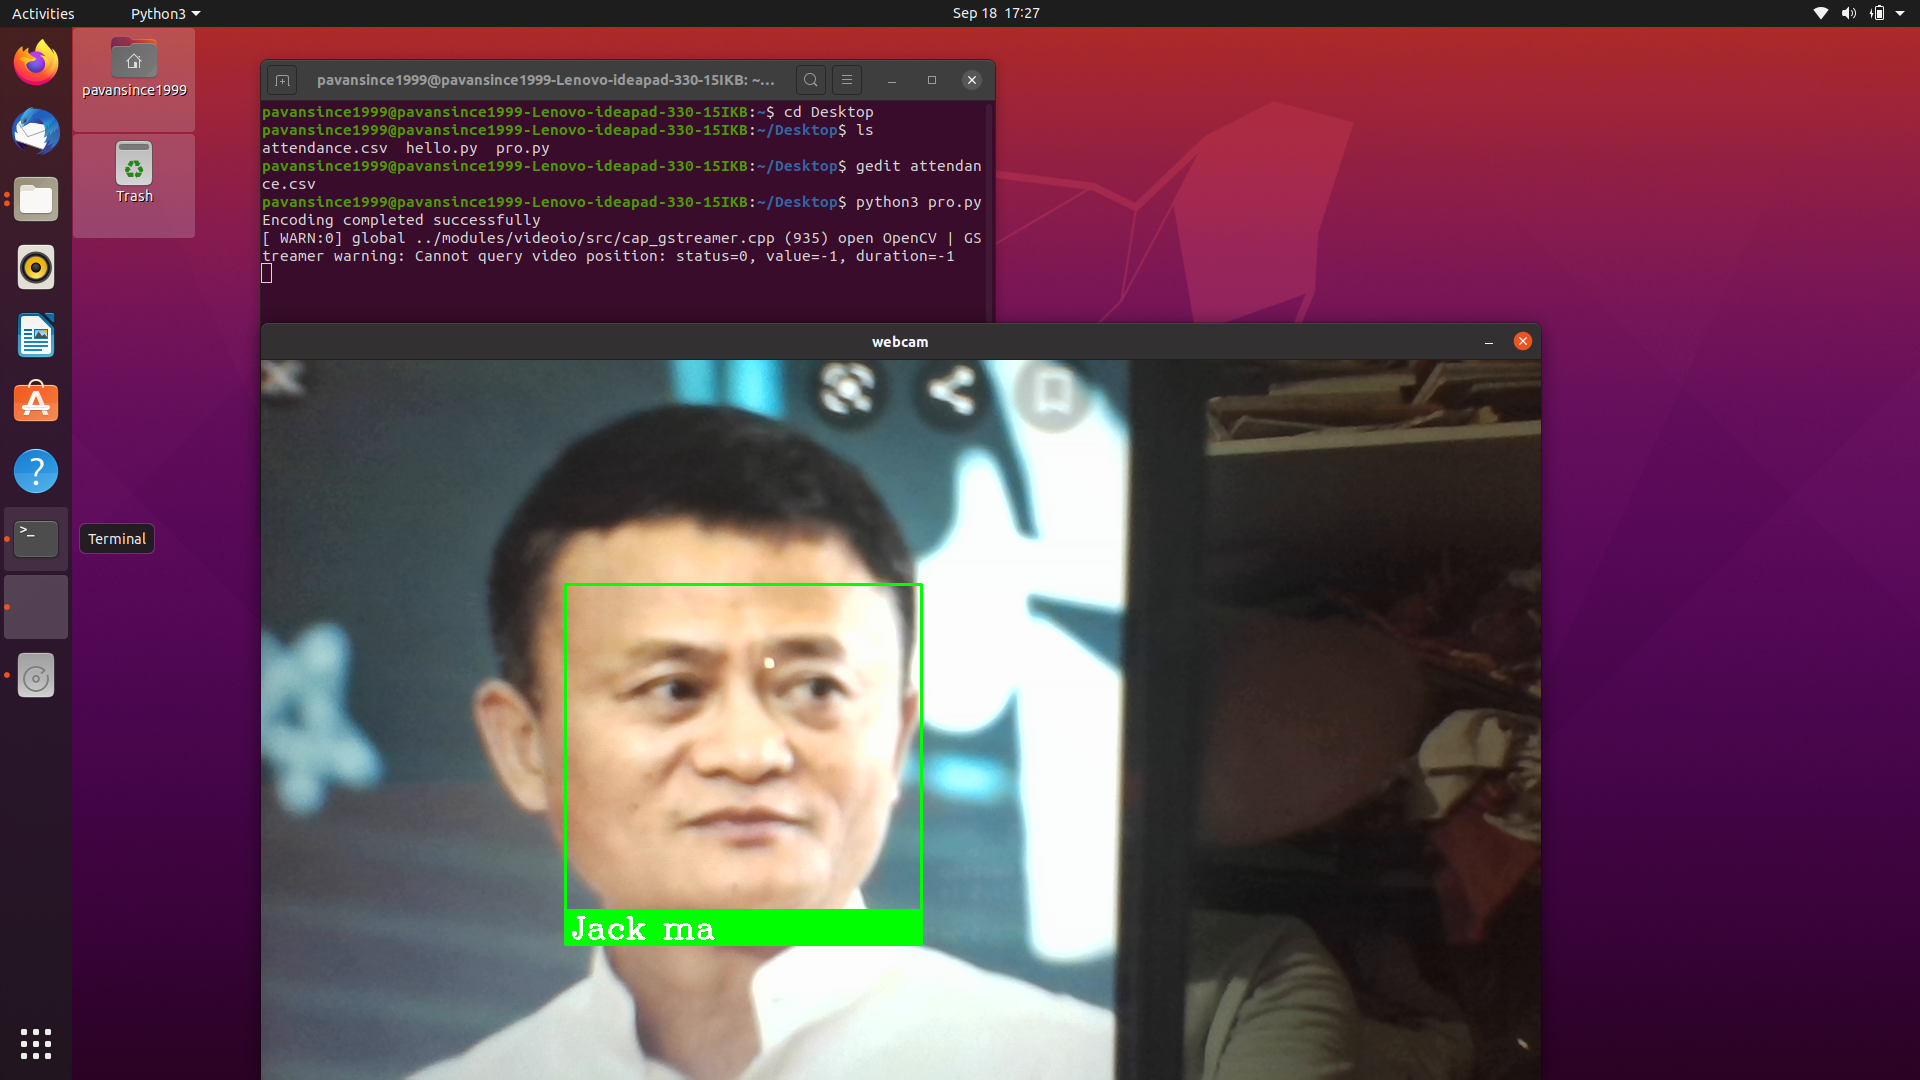 Activities
Python3
Sep 18 17:27
pavansince1999
Trash
Terminal
pavansince1999@pavansince1999-Lenovo-ideapad-330-15IKB: ~...
pavansince1999@pavansince1999-Lenovo-ideapad-330-15IKB:~$ cd Desktop
pavansince1999@pavansince1999-Lenovo-ideapad-330-15IKB:~/Desktop$ ls
attendance.csv  hello.py  pro.py
pavansince1999@pavansince1999-Lenovo-ideapad-330-15IKB:~/Desktop$ gedit attendan
ce.csv
pavansince1999@pavansince1999-Lenovo-ideapad-330-15IKB:~/Desktop$ python3 pro.py
Encoding completed successfully
[ WARN:0] global ../modules/videoio/src/cap_gstreamer.cpp (935) open OpenCV | GS
treamer warning: Cannot query video position: status=0, value=-1, duration=-1
webcam
Jack ma